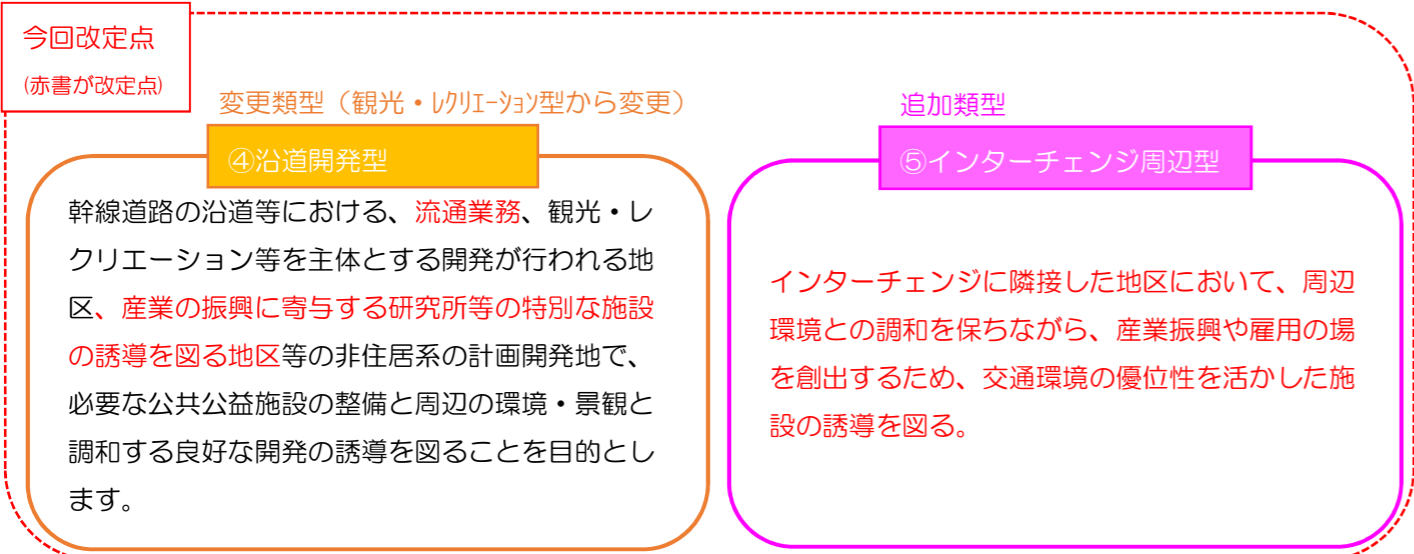 今回改定点
(赤書が改定点)
変更類型（観光・ﾚｸﾘｴｰｼｮﾝ型から変更）
④沿道開発型
幹線道路の沿道等における、流通業務、観光・レ
クリエーション等を主体とする開発が行われる地
区、産業の振興に寄与する研究所等の特別な施設
の誘導を図る地区等の非住居系の計画開発地で、
必要な公共公益施設の整備と周辺の環境・景観と
調和する良好な開発の誘導を図ることを目的とし
ます。
追加類型
⑤インターチェンジ周辺型
インターチェンジに隣接した地区において、周辺
環境との調和を保ちながら、産業振興や雇用の場
を創出するため、交通環境の優位性を活かした施
設の誘導を図る。